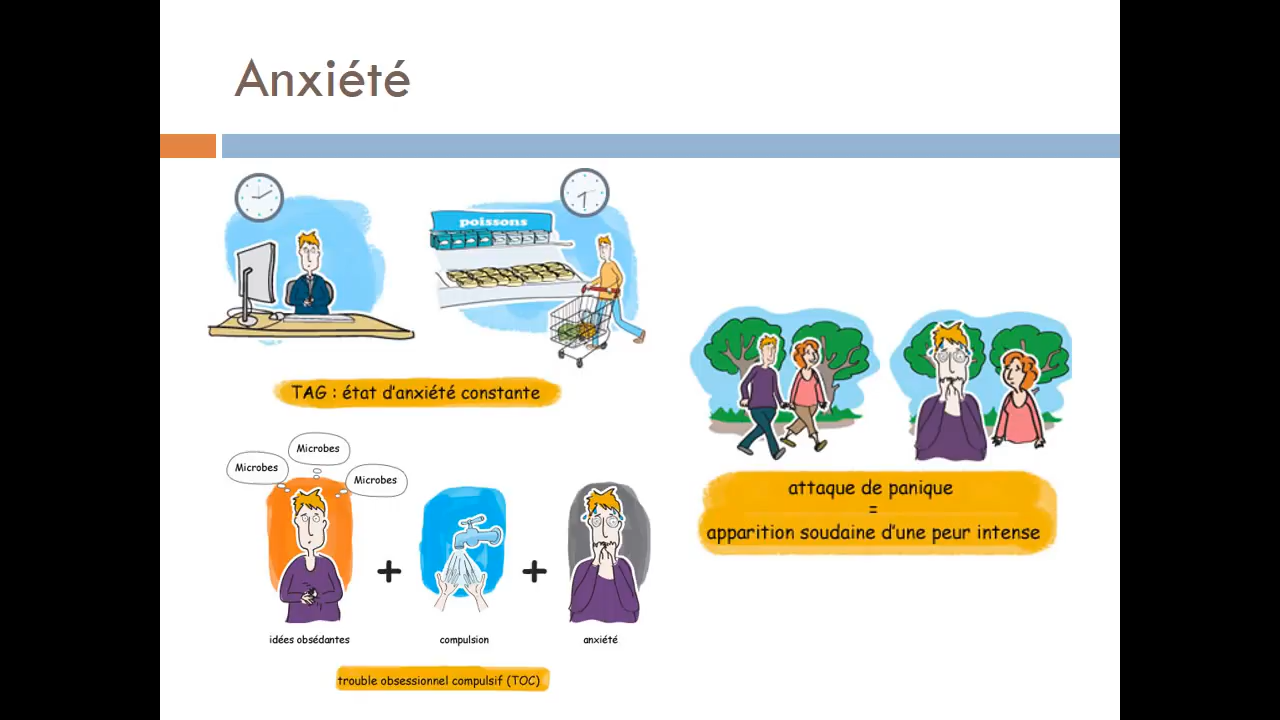 Anxiété
poissons
TAG : état d'anxiété constante
attaque de panique
=
apparition soudaine d'une peur intense
Microbes
Microbes
Microbes
+
+
idées obsédantes
compulsion
anxiété
trouble obsessionnel compulsif (TOC)